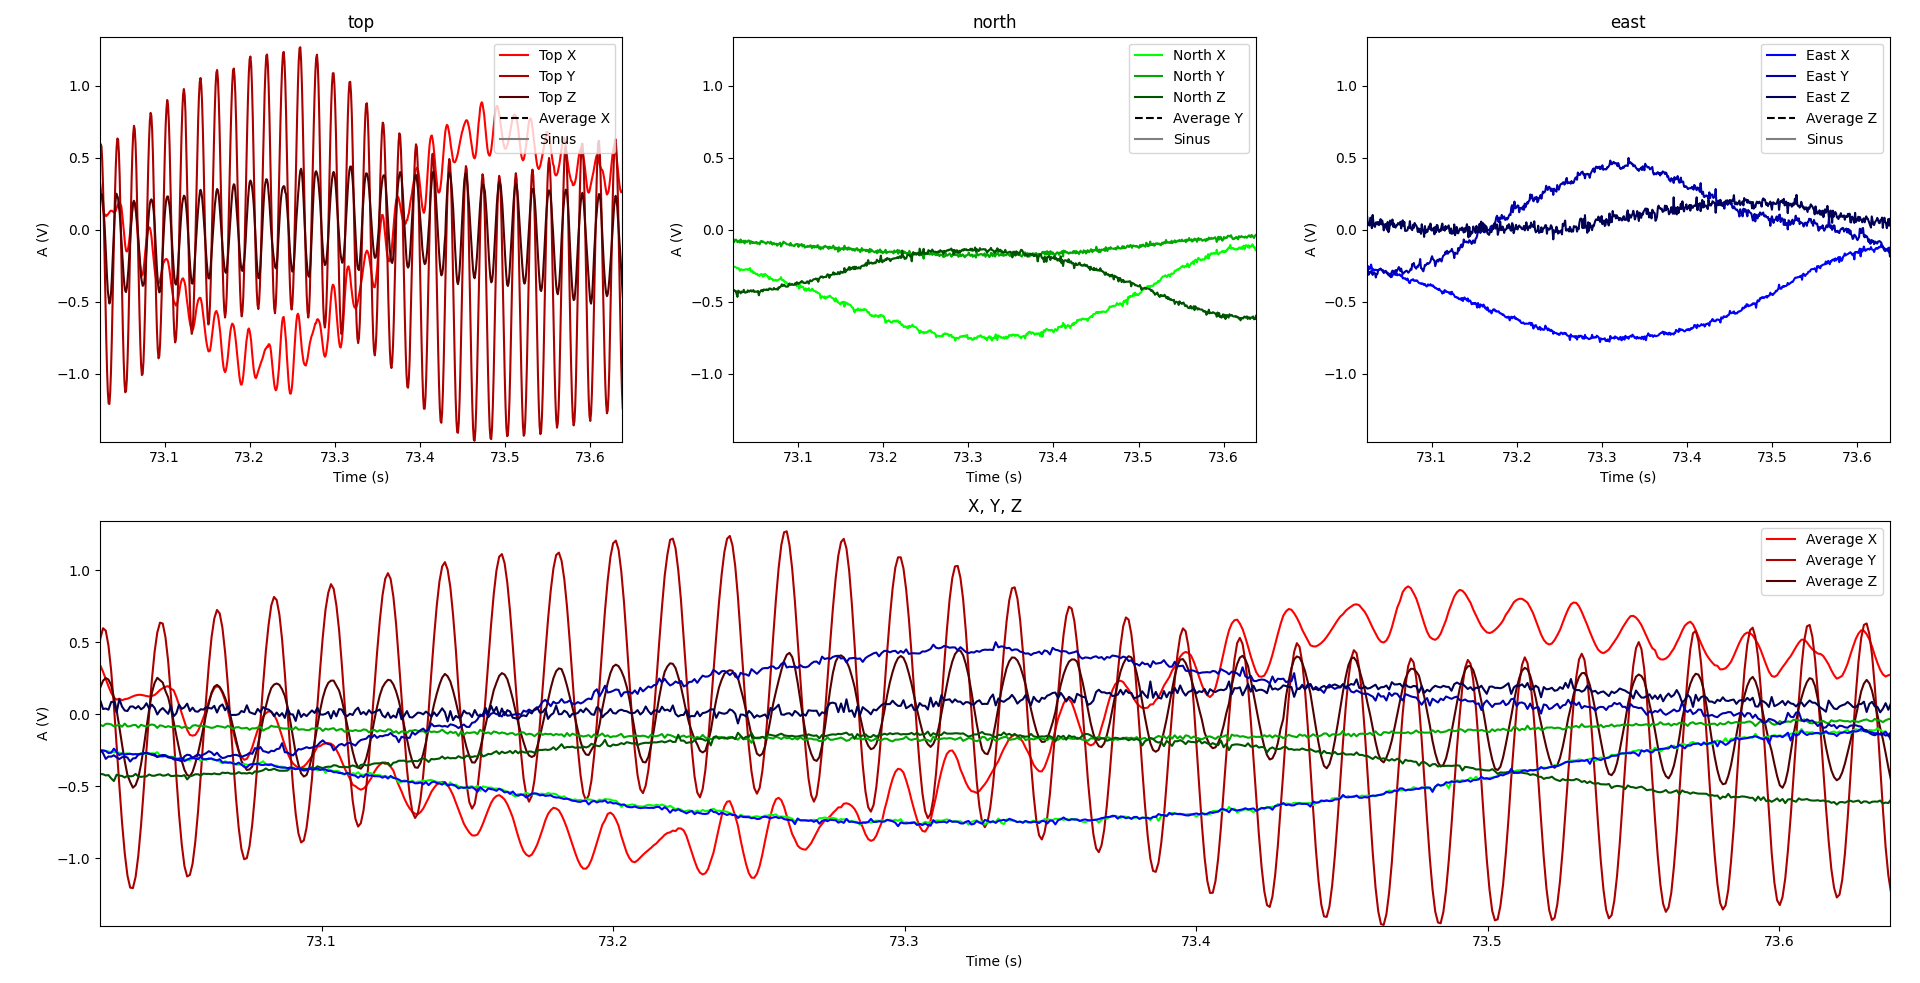 top
1.0
0.5
0.0
−0.5
−1.0
A (V)
73.1 73.2 73.3 73.4 73.5 73.6
Time (s)
Top X
Top Y
Top Z
Average X
Sinus
north
1.0
0.5
0.0
−0.5
−1.0
A (V)
73.1 73.2 73.3 73.4 73.5 73.6
Time (s)
North X
North Y
North Z
Average Y
Sinus
east
1.0
0.5
0.0
−0.5
−1.0
A (V)
73.1 73.2 73.3 73.4 73.5 73.6
Time (s)
East X
East Y
East Z
Average Z
Sinus
X, Y, Z
1.0
0.5
0.0
−0.5
−1.0
A (V)
73.1 73.2 73.3 73.4 73.5 73.6
Time (s)
Average X
Average Y
Average Z